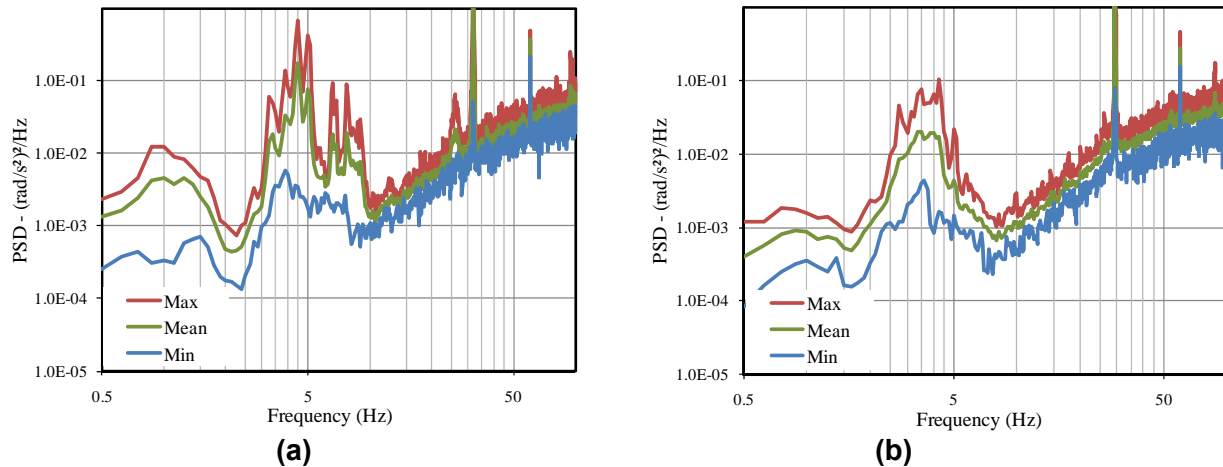 1.0E-01
1.0E-02
1.0E-03
1.0E-04
1.0E-05
PSD - (rad/s²)²/Hz
Max
Mean
Min
0.5 5 50
Frequency (Hz)
(a)
1.0E-01
1.0E-02
1.0E-03
1.0E-04
1.0E-05
PSD - (rad/s²)²/Hz
Max
Mean
Min
0.5 5 50
Frequency (Hz)
(b)